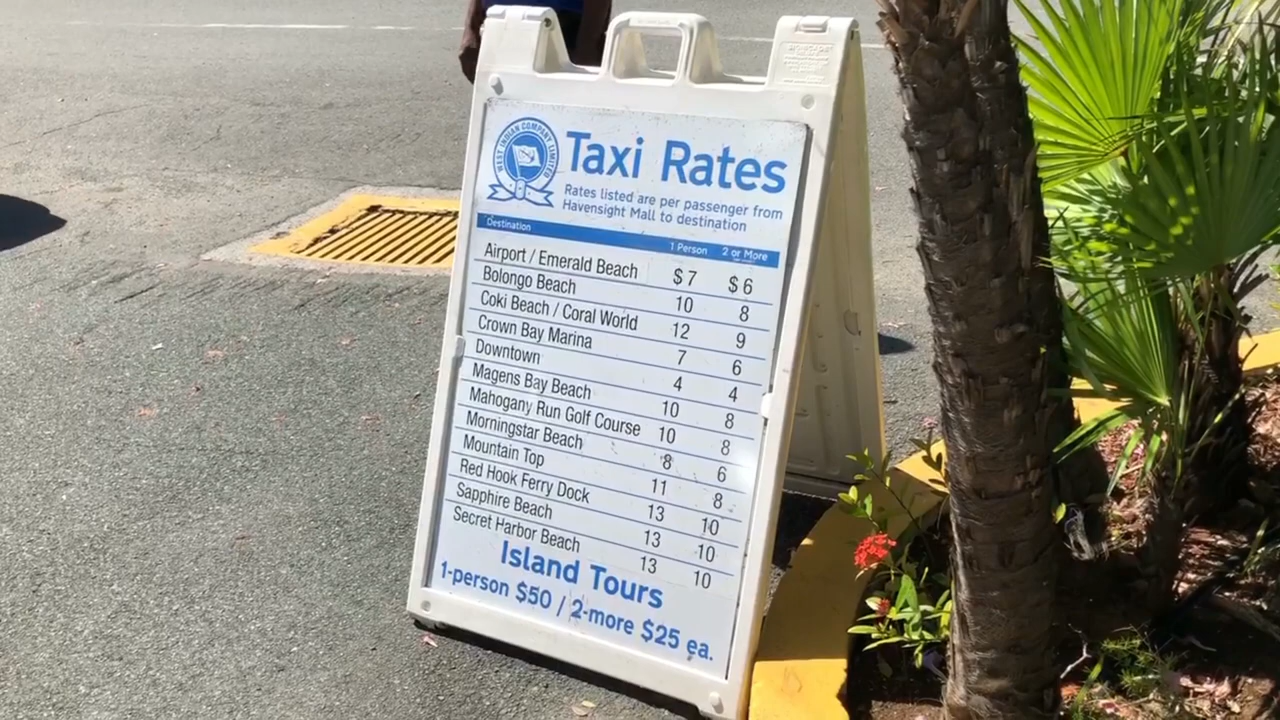 WEST INDIAN COMPANY LIMITED
Taxi Rates
Rates listed are per passenger from
Havensight Mall to destination
Destination 1 Person 2 or More
Airport / Emerald Beach $7 $6
Bolongo Beach 10 8
Coki Beach / Coral World 12 9
Crown Bay Marina 7 6
Downtown 4 4
Magens Bay Beach 10 8
Mahogany Run Golf Course 10 8
Morningstar Beach 8 6
Mountain Top 11 8
Red Hook Ferry Dock 13 10
Sapphire Beach 13 10
Secret Harbor Beach 13 10
Island Tours
1-person $50 / 2-more $25 ea.